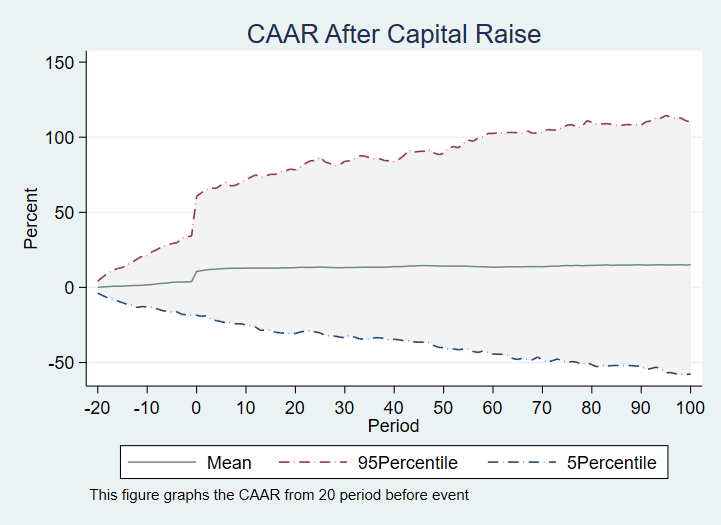 CAAR After Capital Raise
150
100
50
0
-50
Percent
-20 -10 0 10 20 30 40 50 60 70 80 90 100
Period
Mean 95Percentile 5Percentile
This figure graphs the CAAR from 20 period before event